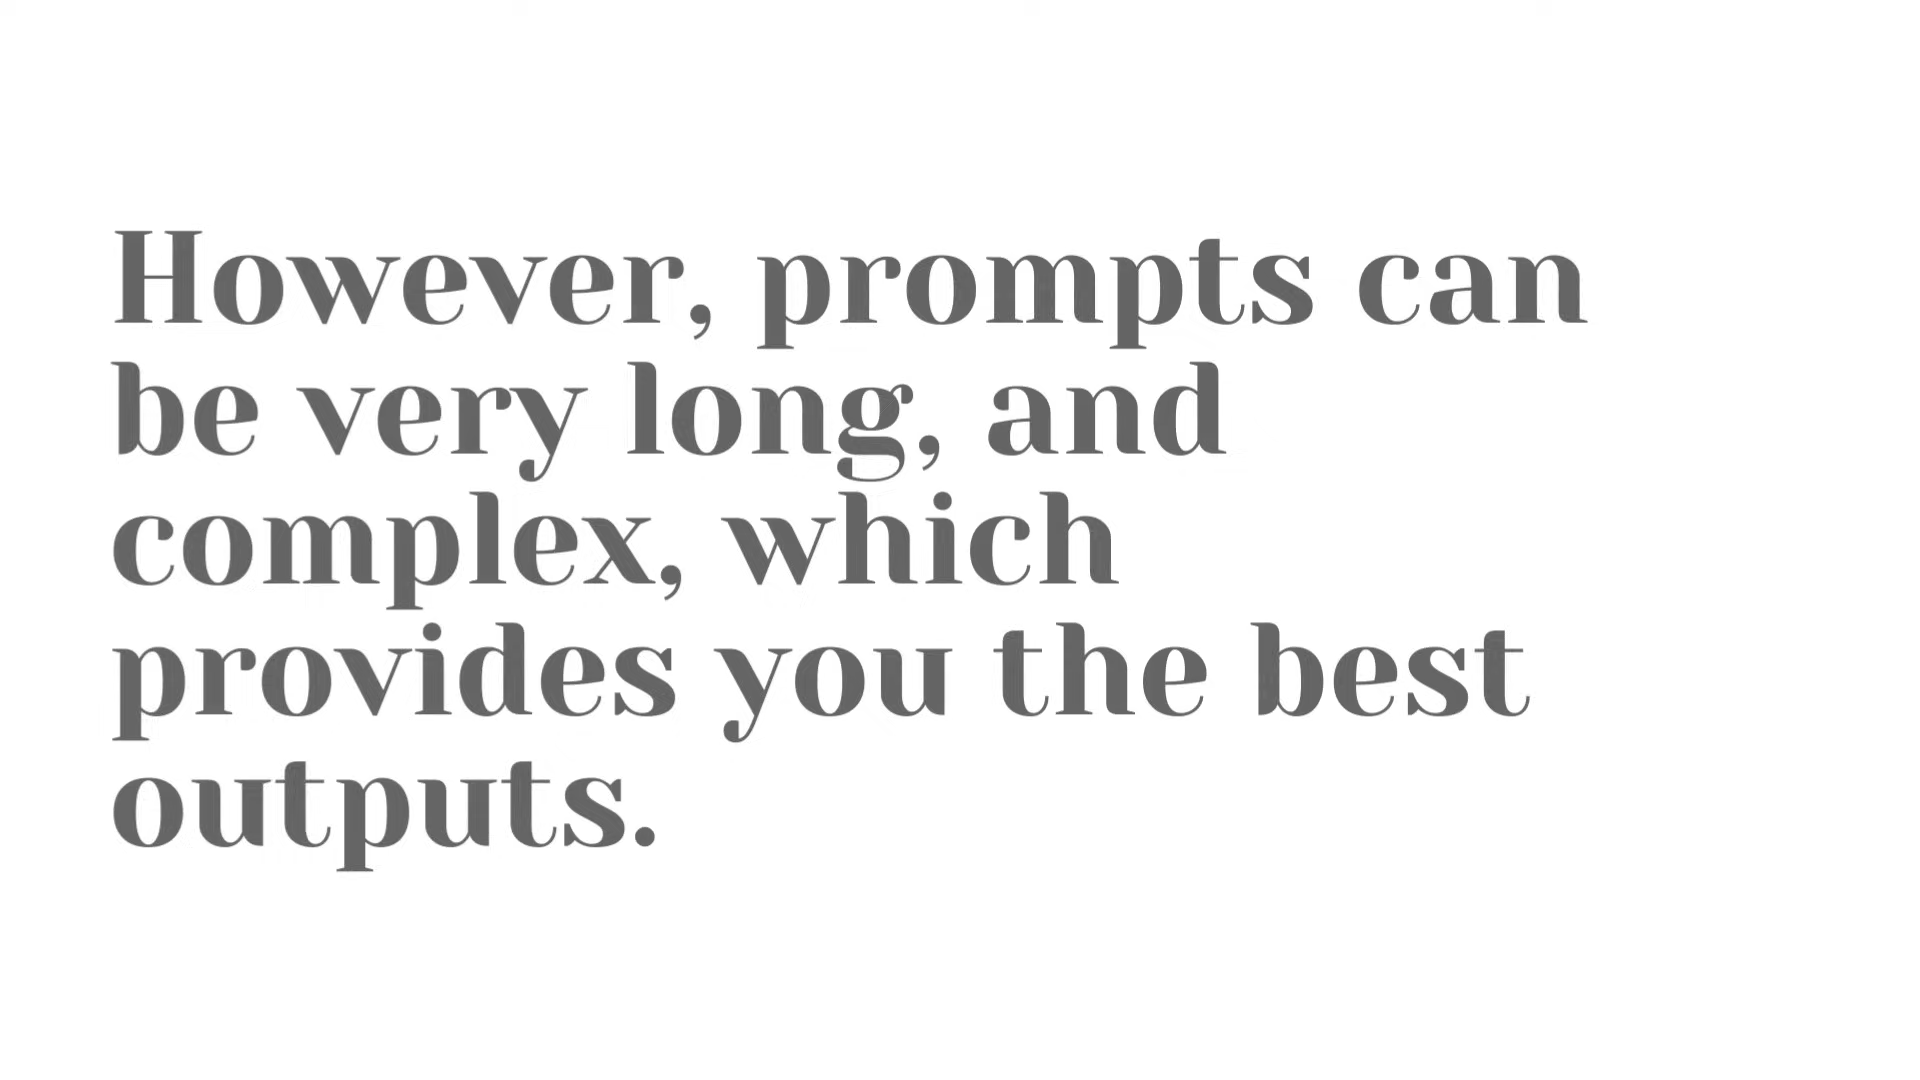 However, prompts can
be very long, and
complex, which
provides you the best
outputs.